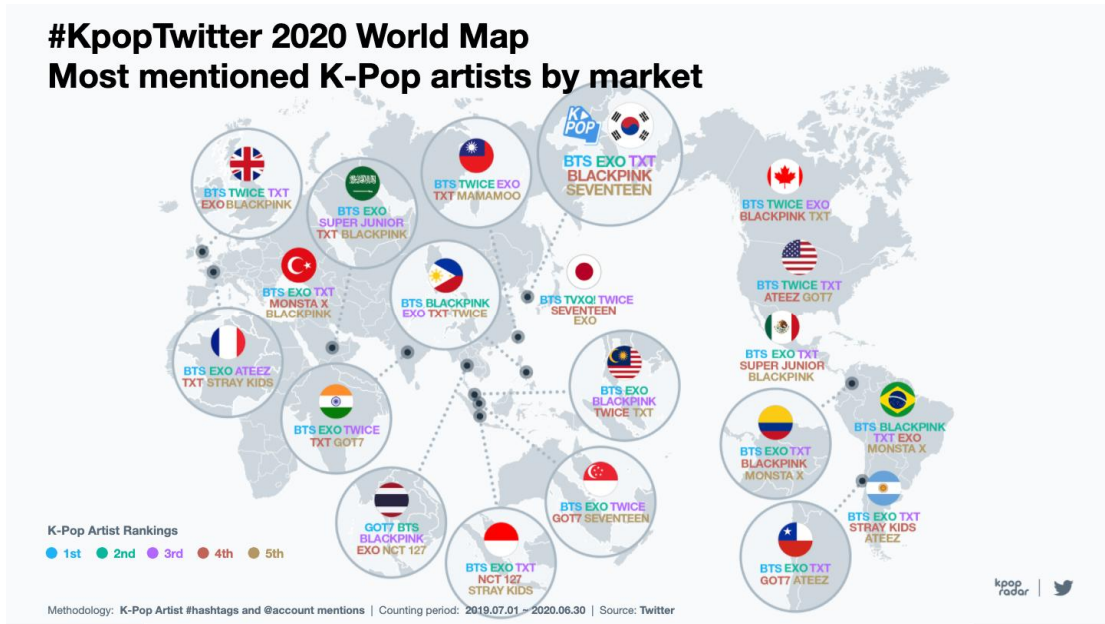 #KpopTwitter 2020 World Map
Most mentioned K-Pop artists by market
BTS TWICE TXT
EXO BLACKPINK
BTS EXO
SUPER JUNIOR
TXT BLACKPINK
BTS TWICE EXO
TXT MAMAMOO
K
POP
BTS EXO TXT
BLACKPINK
SEVENTEEN
BTS TWICE EXO
BLACKPINK TXT
BTS EXO TXT
MONSTA X
BLACKPINK
BTS BLACKPINK
EXO TXT TWICE
BTS TVXQ! TWICE
SEVENTEEN
EXO
BTS TWICE TXT
ATEEZ GOT7
BTS EXO ATEEZ
TXT STRAY KIDS
BTS EXO TWICE
TXT GOT7
BTS EXO
BLACKPINK
TWICE TXT
BTS EXO TXT
SUPER JUNIOR
BLACKPINK
BTS EXO TXT
BLACKPINK
MONSTA X
BTS BLACKPINK
TXT EXO
MONSTA X
GOT7 BTS
BLACKPINK
EXO NCT 127
BTS EXO TXT
NCT 127
STRAY KIDS
BTS EXO TWICE
GOT7 SEVENTEEN
BTS EXO TXT
GOT7 ATEEZ
BTS EXO TXT
STRAY KIDS
ATEEZ
K-Pop Artist Rankings
1st 2nd 3rd 4th 5th
Methodology: K-Pop Artist #hashtags and @account mentions | Counting period: 2019.07.01 ~ 2020.06.30 | Source: Twitter
kpop
radar